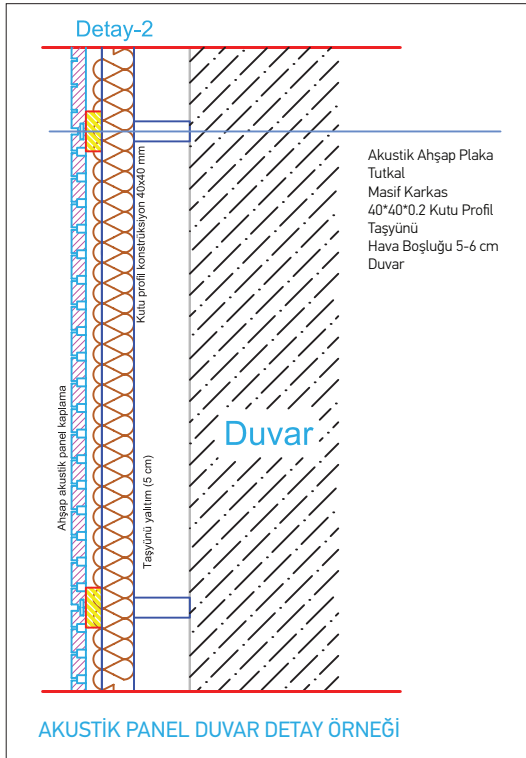 Detay-2
Akustik Ahşap Plaka
Tutkal
Masif Karkas
40*40*0.2 Kutu Profil
Taşyünü
Hava Boşluğu 5-6 cm
Duvar
Kutu profil konstrüksiyon 40x40 mm
Ahşap akustik panel kaplama
Taşyünü yalıtım (5 cm)
Duvar
AKUSTİK PANEL DUVAR DETAY ÖRNEĞİ